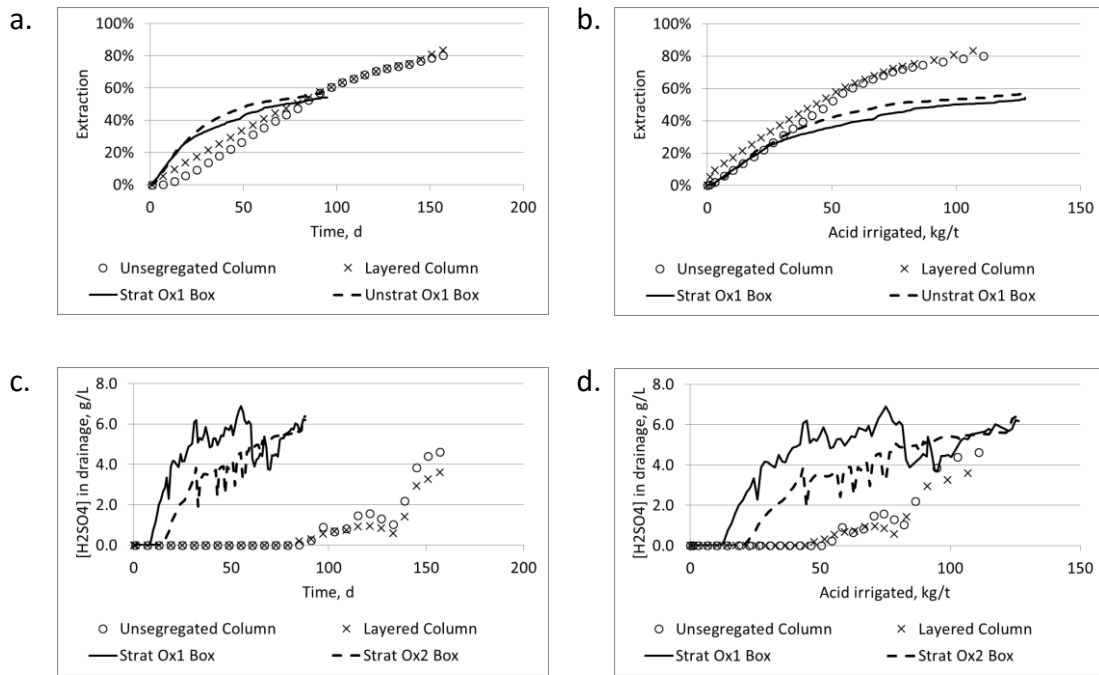 a.
100%
80%
60%
40%
20%
0%
Extraction
0 50 100 150 200
Time, d
Unsegregated Column Layered Column
Strat Ox1 Box Unstrat Ox1 Box
b.
100%
80%
60%
40%
20%
0%
Extraction
0 50 100 150
Acid irrigated, kg/t
Unsegregated Column Layered Column
Strat Ox1 Box Unstrat Ox1 Box
c.
8.0
6.0
4.0
2.0
0.0
[H2SO4] in drainage, g/L
0 50 100 150 200
Time, d
Unsegregated Column Layered Column
Strat Ox1 Box Strat Ox2 Box
d.
8.0
6.0
4.0
2.0
0.0
[H2SO4] in drainage, g/L
0 50 100 150
Acid irrigated, kg/t
Unsegregated Column Layered Column
Strat Ox1 Box Strat Ox2 Box